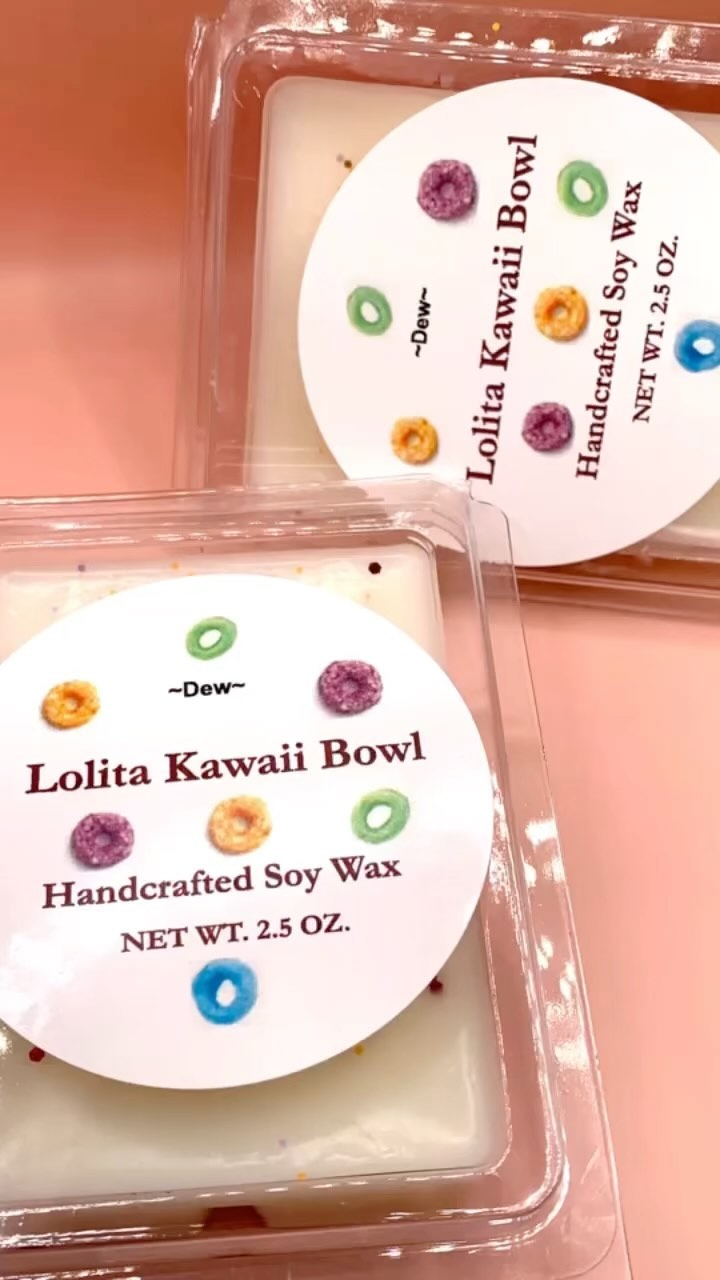 ~Dew~
Lolita Kawaii Bowl
Handcrafted Soy Wax
NET WT. 2.5 OZ.
~Dew~
Lolita Kawaii Bowl
Handcrafted Soy Wax
NET WT. 2.5 OZ.